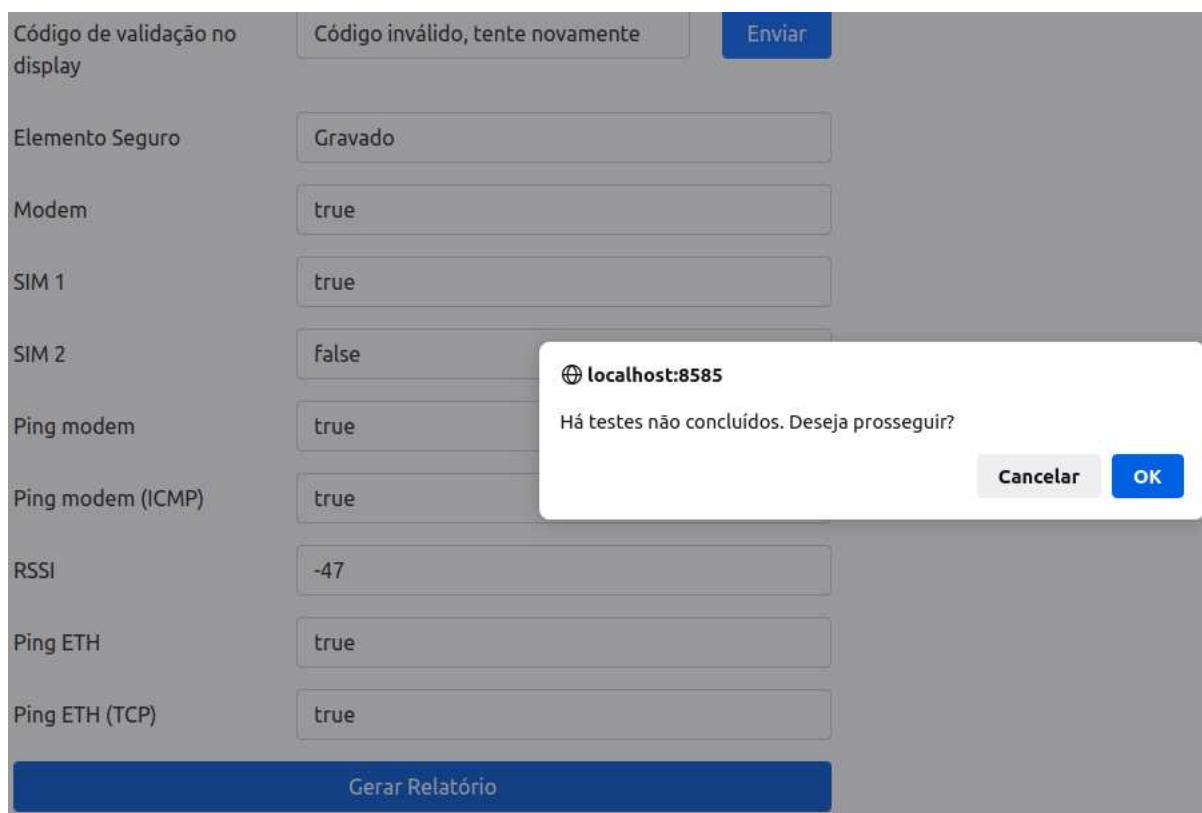 Código de validação no
display
Código inválido, tente novamente
Enviar
Elemento Seguro
Gravado
Modem
true
SIM 1
true
SIM 2
false
localhost:8585
Há testes não concluídos. Deseja prosseguir?
Cancelar
OK
Ping modem
true
Ping modem (ICMP)
true
RSSI
-47
Ping ETH
true
Ping ETH (TCP)
true
Gerar Relatório